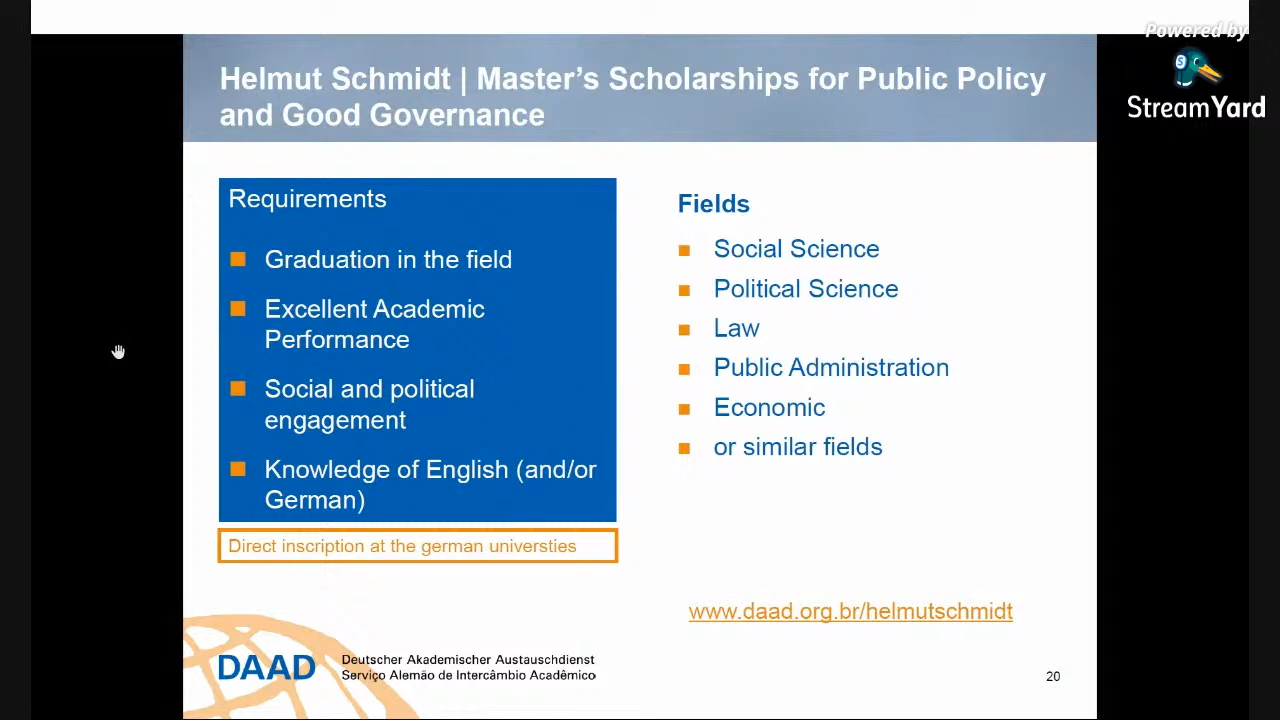 Powered by
StreamYard
Helmut Schmidt | Master’s Scholarships for Public Policy
and Good Governance
Requirements
Graduation in the field
Excellent Academic
Performance
Social and political
engagement
Knowledge of English (and/or
German)
Direct inscription at the german universties
Fields
Social Science
Political Science
Law
Public Administration
Economic
or similar fields
www.daad.org.br/helmutschmidt
DAAD
Deutscher Akademischer Austauschdienst
Serviço Alemão de Intercâmbio Acadêmico
20